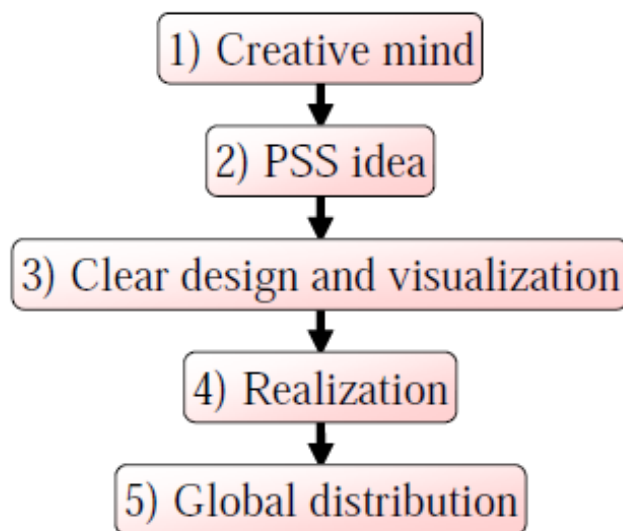 1) Creative mind
2) PSS idea
3) Clear design and visualization
4) Realization
5) Global distribution